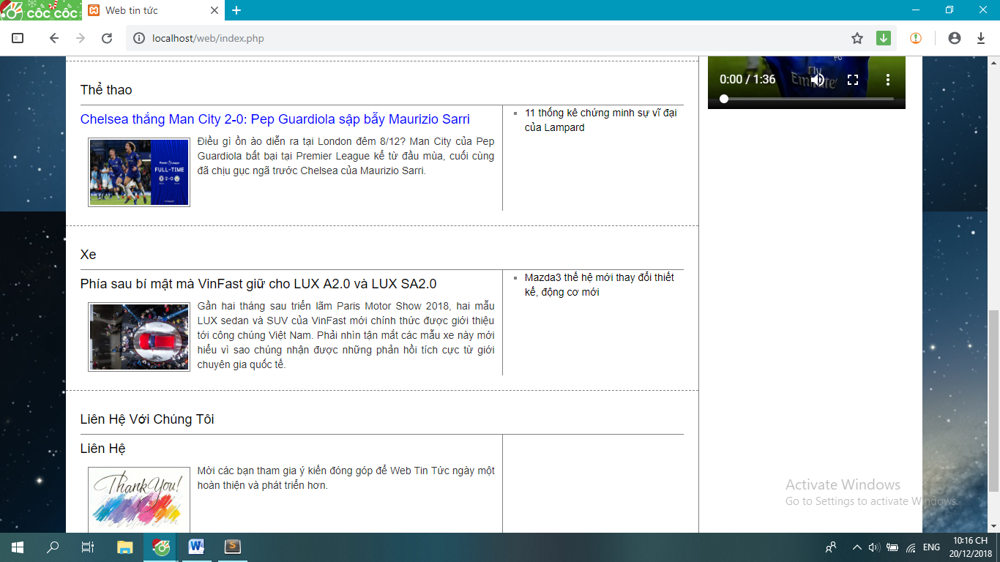 cốc cốc
Web tin tức
localhost/web/index.php
0:00 / 1:36
Thể thao
Chelsea thắng Man City 2-0: Pep Guardiola sập bẫy Maurizio Sarri
Premier League
FULL-TIME
2-0
Điều gì ồn ào diễn ra tại London đêm 8/12? Man City của Pep
Guardiola bất bại tại Premier League kể từ đầu mùa, cuối cùng
đã chịu gục ngã trước Chelsea của Maurizio Sarri.
11 thống kê chứng minh sự vĩ đại
của Lampard
Xe
Phía sau bí mật mà VinFast giữ cho LUX A2.0 và LUX SA2.0
Gần hai tháng sau triển lãm Paris Motor Show 2018, hai mẫu
LUX sedan và SUV của VinFast mới chính thức được giới thiệu
tới công chúng Việt Nam. Phải nhìn tận mắt các mẫu xe này mới
hiểu vì sao chúng nhận được những phản hồi tích cực từ giới
chuyên gia quốc tế.
Mazda3 thế hệ mới thay đổi thiết
kế, động cơ mới
Liên Hệ Với Chúng Tôi
Liên Hệ
Thank You!
Mời các bạn tham gia ý kiến đóng góp để Web Tin Tức ngày một
hoàn thiện và phát triển hơn.
Activate Windows
Go to Settings to activate Windows.
ENG
10:16 CH
20/12/2018